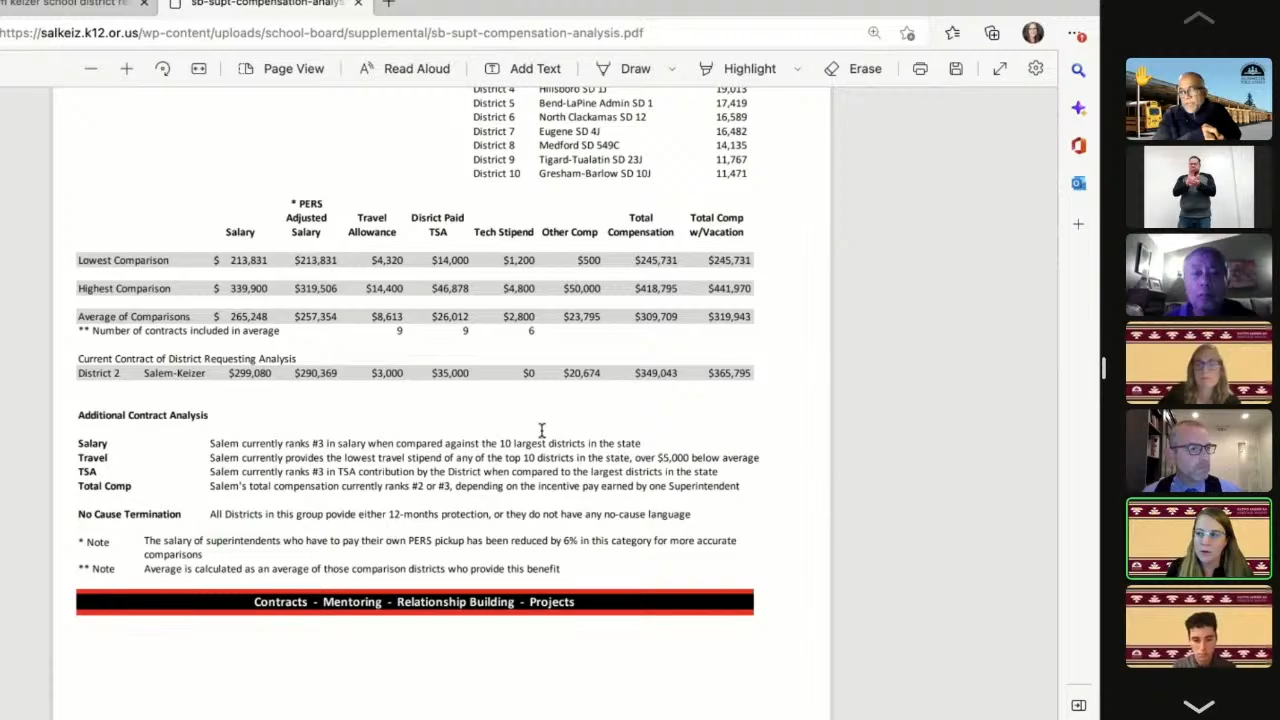 m keizer school district re
sb-supt-compensation-analys
https://salkeiz.k12.or.us/wp-content/uploads/school-board/supplemental/sb-supt-compensation-analysis.pdf
Page View Read Aloud Add Text Draw Highlight Erase
District 4 Hillsboro SD 1J 19,013
District 5 Bend-LaPine Admin SD 1 17,419
District 6 North Clackamas SD 12 16,589
District 7 Eugene SD 4J 16,482
District 8 Medford SD 549C 14,135
District 9 Tigard-Tualatin SD 23J 11,767
District 10 Gresham-Barlow SD 10J 11,471
* PERS
Adjusted Travel Disrict Paid Total Total Comp
Salary Salary Allowance TSA Tech Stipend Other Comp Compensation w/Vacation
Lowest Comparison $ 213,831 $213,831 $4,320 $14,000 $1,200 $500 $245,731 $245,731
Highest Comparison $ 339,900 $319,506 $14,400 $46,878 $4,800 $50,000 $418,795 $441,970
Average of Comparisons $ 265,248 $257,354 $8,613 $26,012 $2,800 $23,795 $309,709 $319,943
** Number of contracts included in average 9 9 6
Current Contract of District Requesting Analysis
District 2 Salem-Keizer $299,080 $290,369 $3,000 $35,000 $0 $20,674 $349,043 $365,795
Additional Contract Analysis
Salary Salem currently ranks #3 in salary when compared against the 10 largest districts in the state
Travel Salem currently provides the lowest travel stipend of any of the top 10 districts in the state, over $5,000 below average
TSA Salem currently ranks #3 in TSA contribution by the District when compared to the largest districts in the state
Total Comp Salem's total compensation currently ranks #2 or #3, depending on the incentive pay earned by one Superintendent
No Cause Termination All Districts in this group povide either 12-months protection, or they do not have any no-cause language
* Note The salary of superintendents who have to pay their own PERS pickup has been reduced by 6% in this category for more accurate
comparisons
** Note Average is calculated as an average of those comparison districts who provide this benefit
Contracts - Mentoring - Relationship Building - Projects